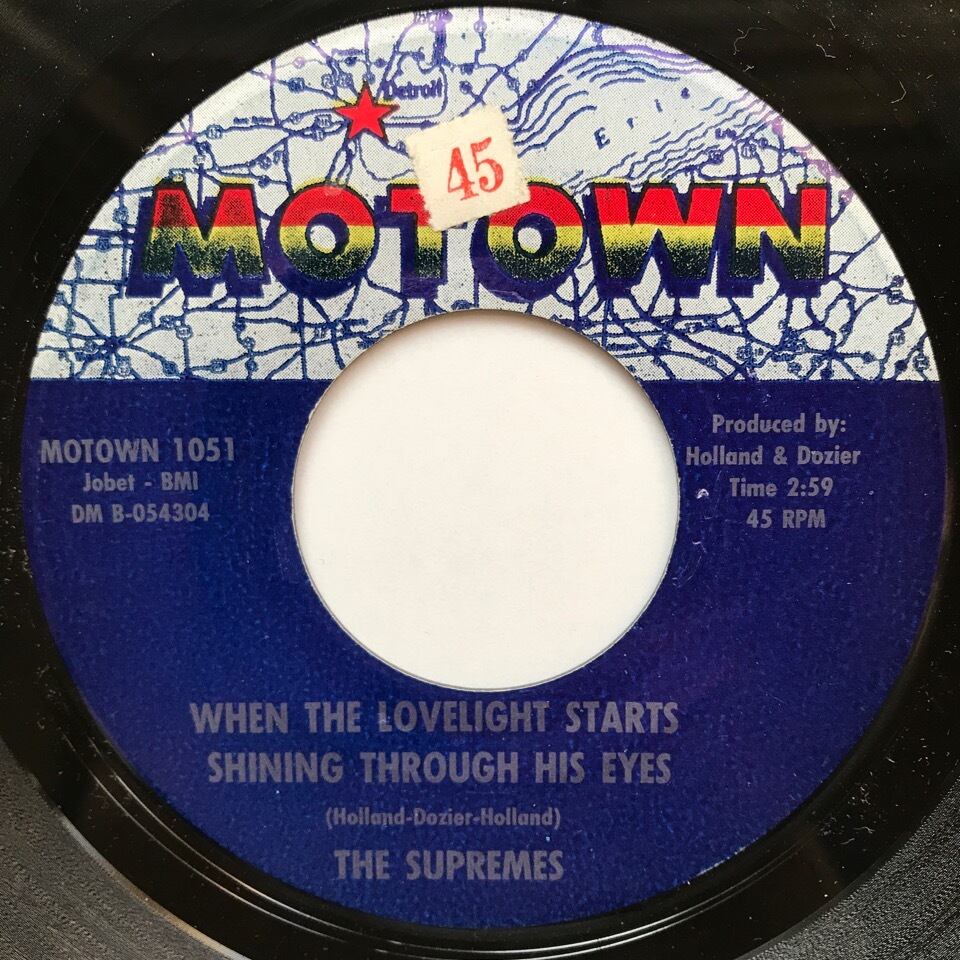 Detroit
Erie
45
MOTOWN
MOTOWN 1051
Jobet - BMI
DM B-054304
Produced by:
Holland & Dozier
Time 2:59
45 RPM
WHEN THE LOVELIGHT STARTS
SHINING THROUGH HIS EYES
(Holland-Dozier-Holland)
THE SUPREMES